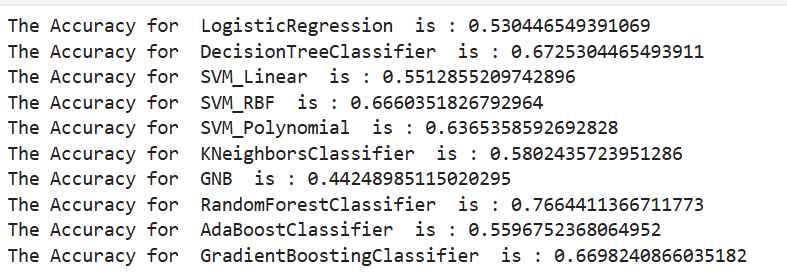 The Accuracy for  LogisticRegression  is : 0.530446549391069
The Accuracy for  DecisionTreeClassifier  is : 0.6725304465493911
The Accuracy for  SVM_Linear  is : 0.5512855209742896
The Accuracy for  SVM_RBF  is : 0.6660351826792964
The Accuracy for  SVM_Polynomial  is : 0.6365358592692828
The Accuracy for  KNeighborsClassifier  is : 0.5802435723951286
The Accuracy for  GNB  is : 0.44248985115020295
The Accuracy for  RandomForestClassifier  is : 0.7664411366711773
The Accuracy for  AdaBoostClassifier  is : 0.5596752368064952
The Accuracy for  GradientBoostingClassifier  is : 0.6698240866035182